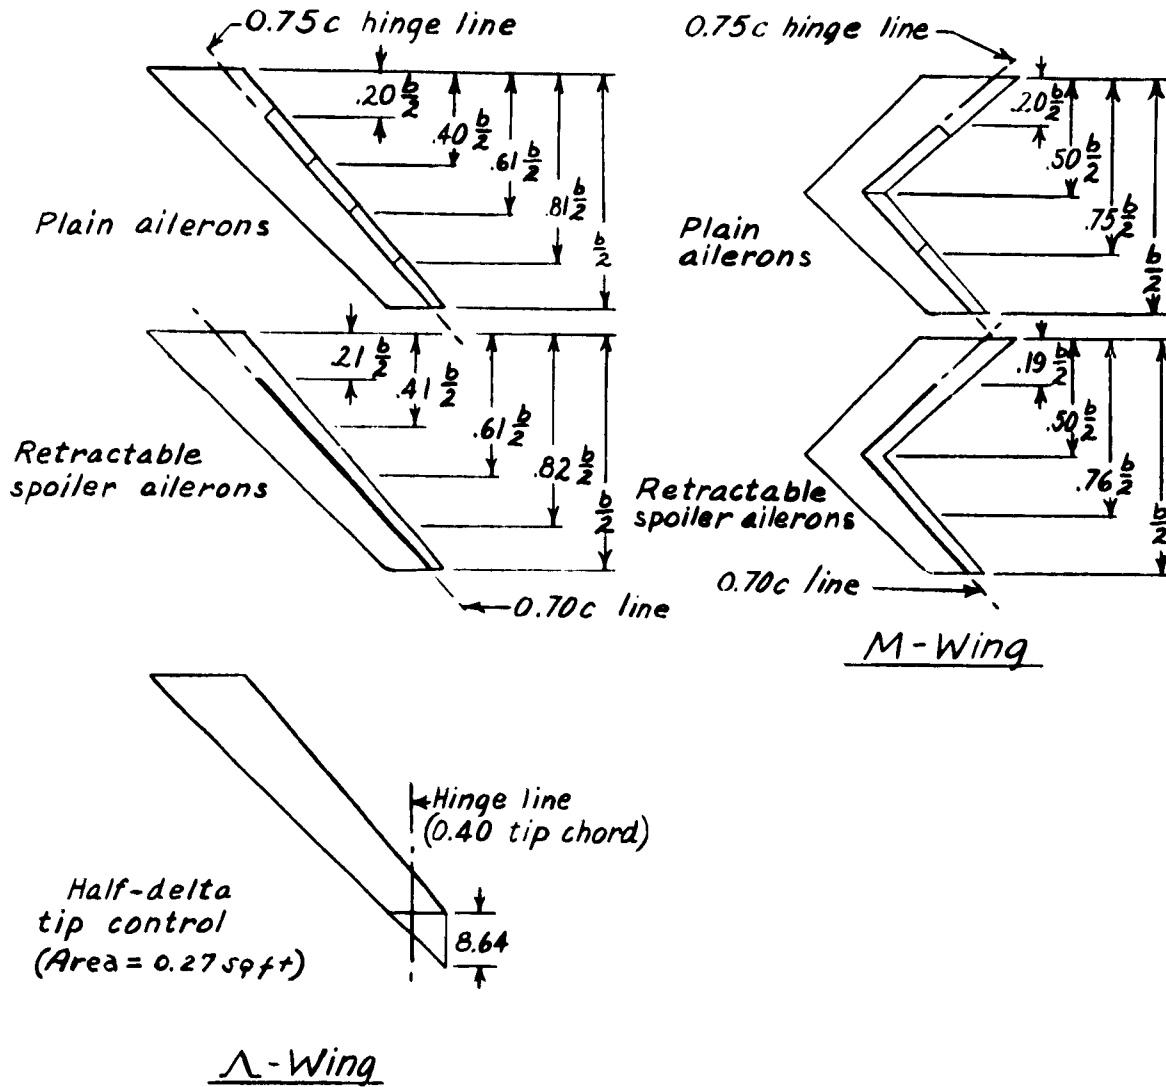 0.75c hinge line
.20 b/2
.40 b/2
.61 b/2
.81 b/2
b/2
Plain ailerons
.21 b/2
.41 b/2
.61 b/2
.82 b/2
b/2
Retractable
spoiler ailerons
0.70c line
0.75c hinge line
.20 b/2
.50 b/2
.75 b/2
b/2
Plain
ailerons
.19 b/2
.50 b/2
.76 b/2
b/2
Retractable
spoiler ailerons
0.70c line
M-Wing
Hinge line
(0.40 tip chord)
Half-delta
tip control
(Area = 0.27 sq ft)
8.64
Λ-Wing